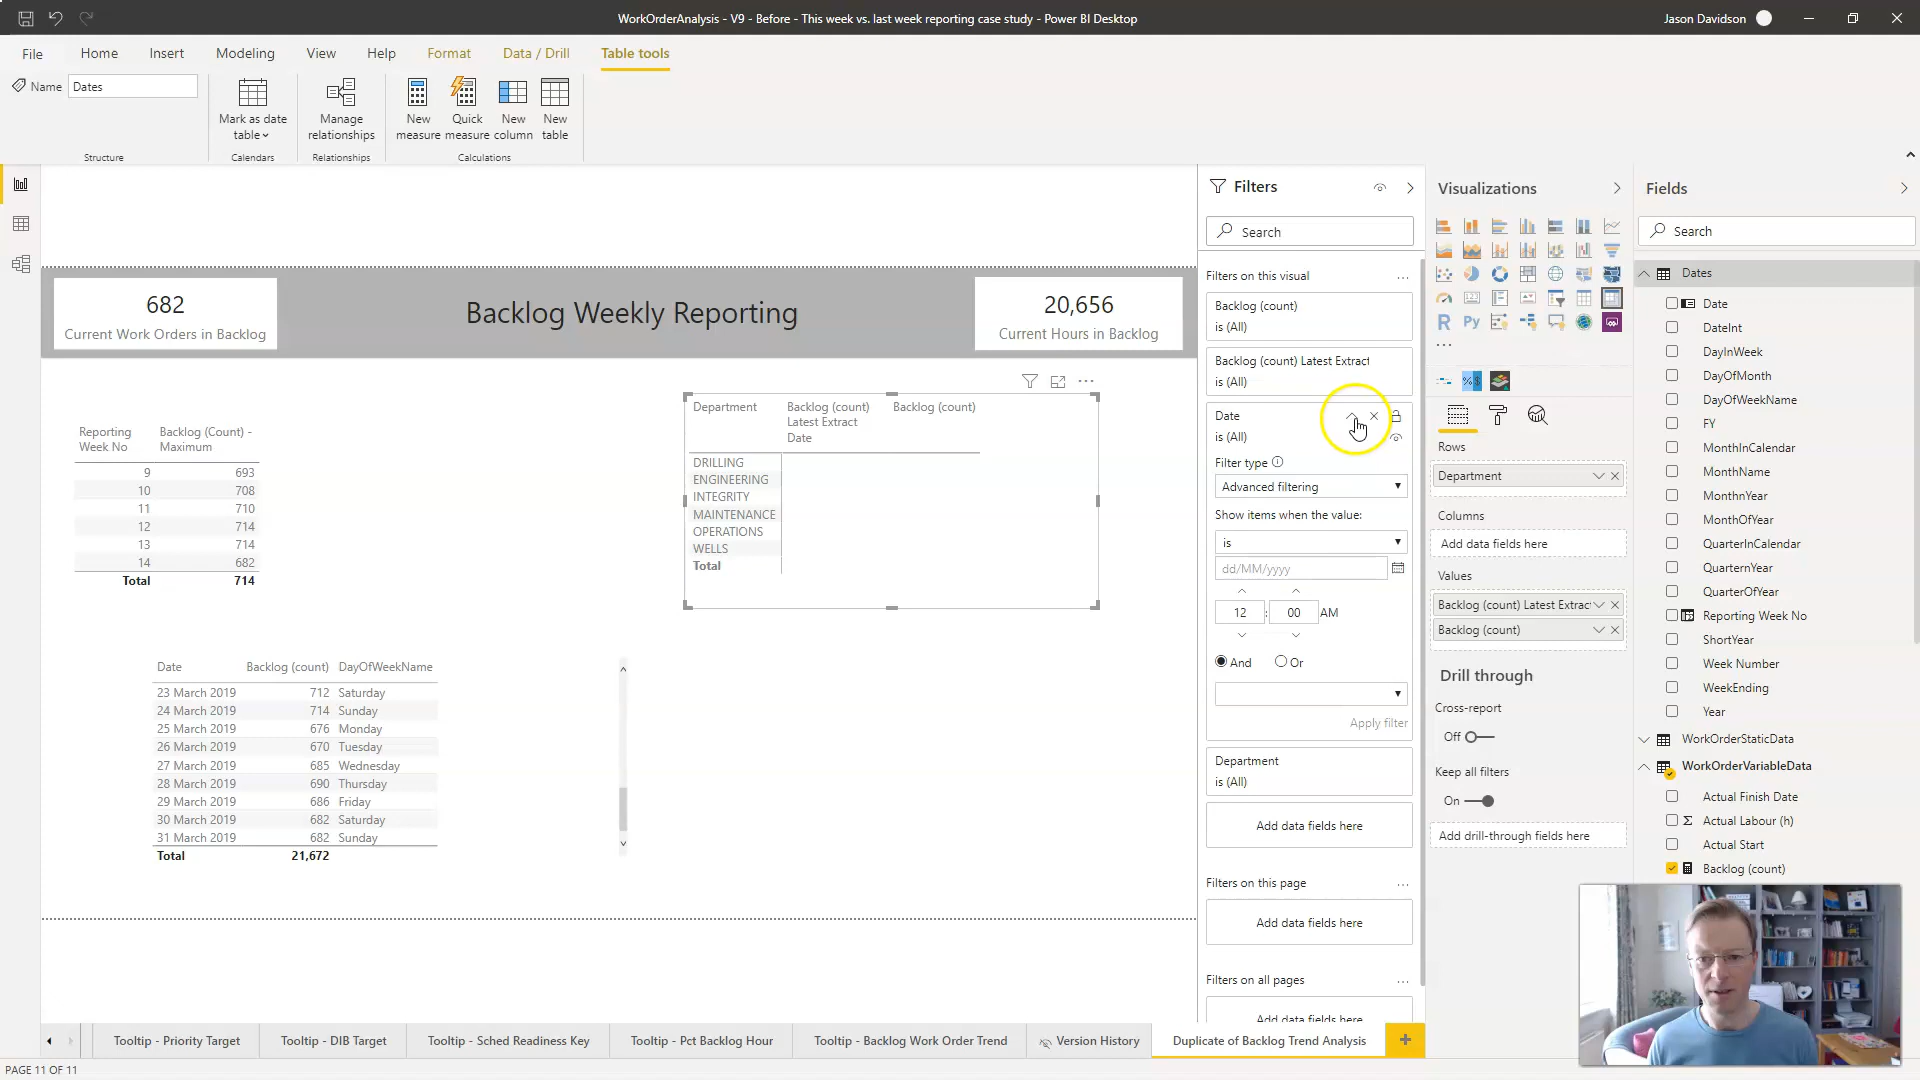 WorkOrderAnalysis - V9 - Before - This week vs. last week reporting case study - Power BI Desktop
Jason Davidson
File
Home
Insert
Modeling
View
Help
Format
Data / Drill
Table tools
Name
Dates
Mark as date
table
Manage
relationships
New
measure
Quick
measure
New
column
New
table
Structure
Calendars
Relationships
Calculations
682
Current Work Orders in Backlog
Backlog Weekly Reporting
20,656
Current Hours in Backlog
Reporting
Week No
Backlog (Count) -
Maximum
9 693
10 708
11 710
12 714
13 714
14 682
Total 714
Department
Backlog (count)
Latest Extract
Date
Backlog (count)
DRILLING
ENGINEERING
INTEGRITY
MAINTENANCE
OPERATIONS
WELLS
Total
Date Backlog (count) DayOfWeekName
23 March 2019 712 Saturday
24 March 2019 714 Sunday
25 March 2019 676 Monday
26 March 2019 670 Tuesday
27 March 2019 685 Wednesday
28 March 2019 690 Thursday
29 March 2019 686 Friday
30 March 2019 682 Saturday
31 March 2019 682 Sunday
Total 21,672
Filters
Search
Filters on this visual
...
Backlog (count)
is (All)
Backlog (count) Latest Extract
is (All)
Date
is (All)
Filter type
Advanced filtering
Show items when the value:
is
dd/MM/yyyy
12 : 00 AM
And
Or
Apply filter
Department
is (All)
Add data fields here
Filters on this page
...
Add data fields here
Filters on all pages
...
Add data fields here
Visualizations
R
Py
...
Rows
Department
Columns
Add data fields here
Values
Backlog (count) Latest Extrac
Backlog (count)
Drill through
Cross-report
Off
Keep all filters
On
Add drill-through fields here
Fields
Search
Dates
Date
DateInt
DayInWeek
DayOfMonth
DayOfWeekName
FY
MonthInCalendar
MonthName
MonthnYear
MonthOfYear
QuarterInCalendar
QuarternYear
QuarterOfYear
Reporting Week No
ShortYear
Week Number
WeekEnding
Year
WorkOrderStaticData
WorkOrderVariableData
Actual Finish Date
Actual Labour (h)
Actual Start
Backlog (count)
Tooltip - Priority Target
Tooltip - DIB Target
Tooltip - Sched Readiness Key
Tooltip - Pct Backlog Hour
Tooltip - Backlog Work Order Trend
Version History
Duplicate of Backlog Trend Analysis
PAGE 11 OF 11